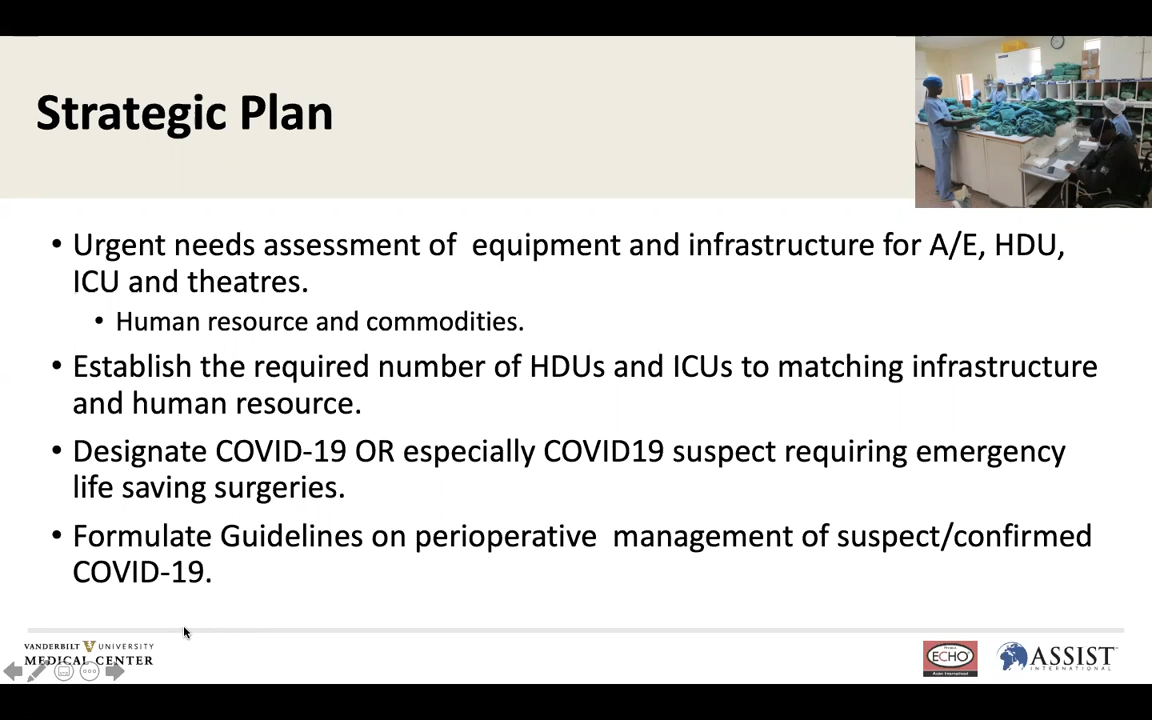 Strategic Plan
• Urgent needs assessment of  equipment and infrastructure for A/E, HDU,
ICU and theatres.
• Human resource and commodities.
• Establish the required number of HDUs and ICUs to matching infrastructure
and human resource.
• Designate COVID-19 OR especially COVID19 suspect requiring emergency
life saving surgeries.
• Formulate Guidelines on perioperative  management of suspect/confirmed
COVID-19.
VANDERBILT V UNIVERSITY
MEDICAL CENTER
ECHO
Assist International
ASSIST
INTERNATIONAL